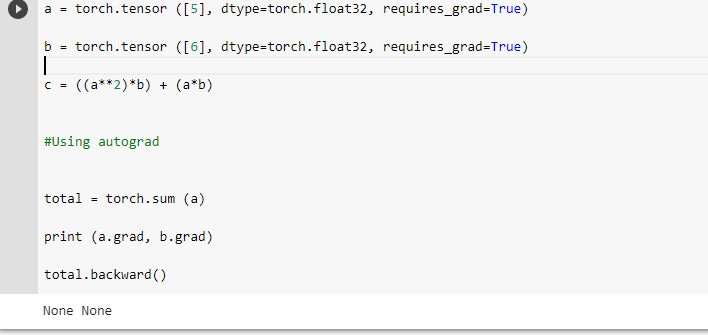 a = torch.tensor ([5], dtype=torch.float32, requires_grad=True)
b = torch.tensor ([6], dtype=torch.float32, requires_grad=True)
c = ((a**2)*b) + (a*b)
#Using autograd
total = torch.sum (a)
print (a.grad, b.grad)
total.backward()
None None